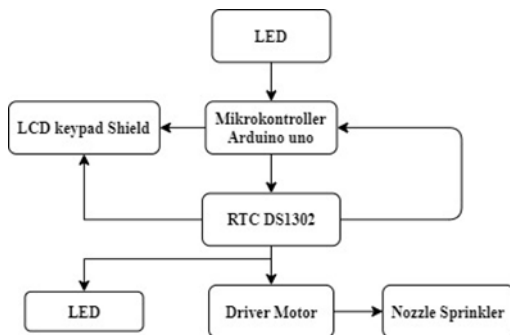 LED
LCD keypad Shield
Mikrokontroller
Arduino uno
RTC DS1302
LED
Driver Motor
Nozzle Sprinkler